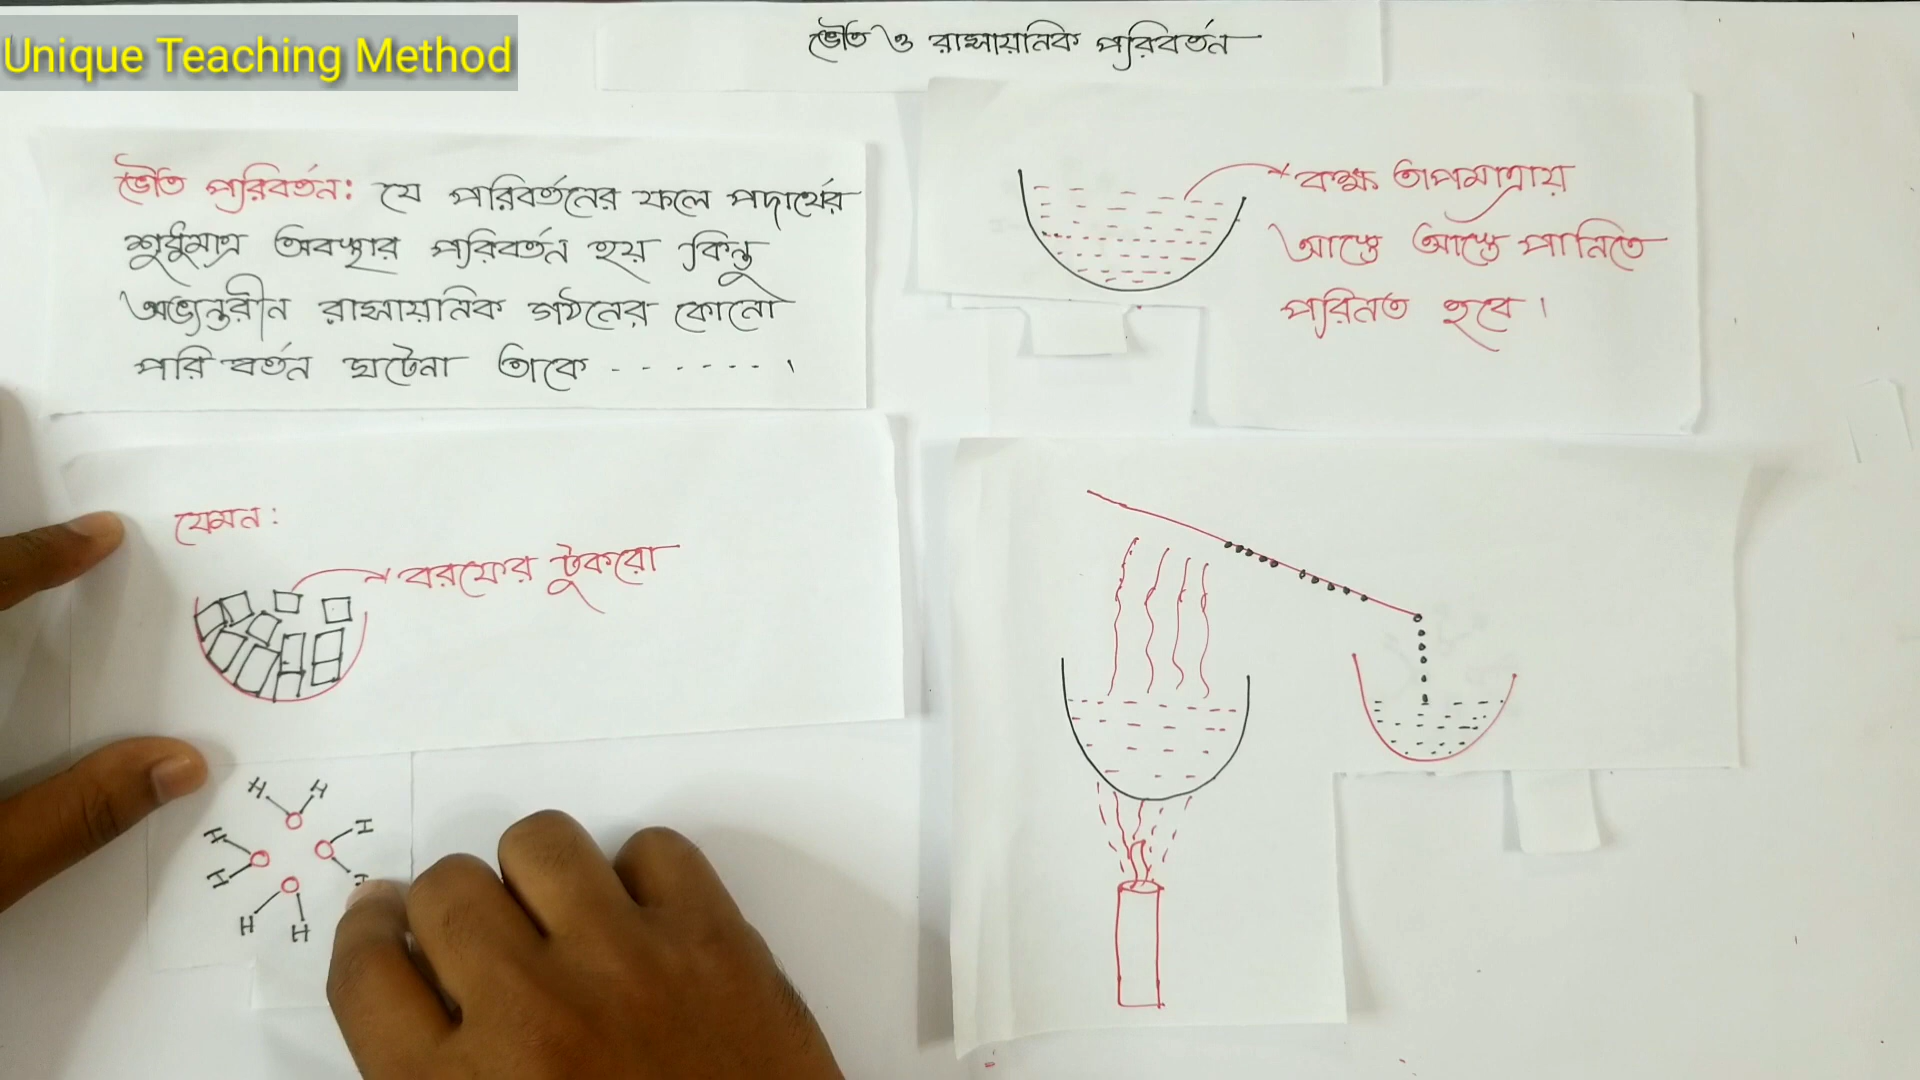 Unique Teaching Method
ভৌত ও রাসায়নিক পরিবর্তন
ভৌত পরিবর্তন: যে পরিবর্তনের ফলে পদার্থের
শুধুমাত্র অবস্থার পরিবর্তন হয় কিন্তু
অভ্যন্তরীন রাসায়নিক গঠনের কোনো
পরিবর্তন ঘটেনা তাকে - - - - - - - ।
কক্ষ তাপমাত্রায়
আস্তে আস্তে পানিতে
পরিনত হবে।
যেমন:
বরফের টুকরো
H H
O
H O O H
H O H
H H